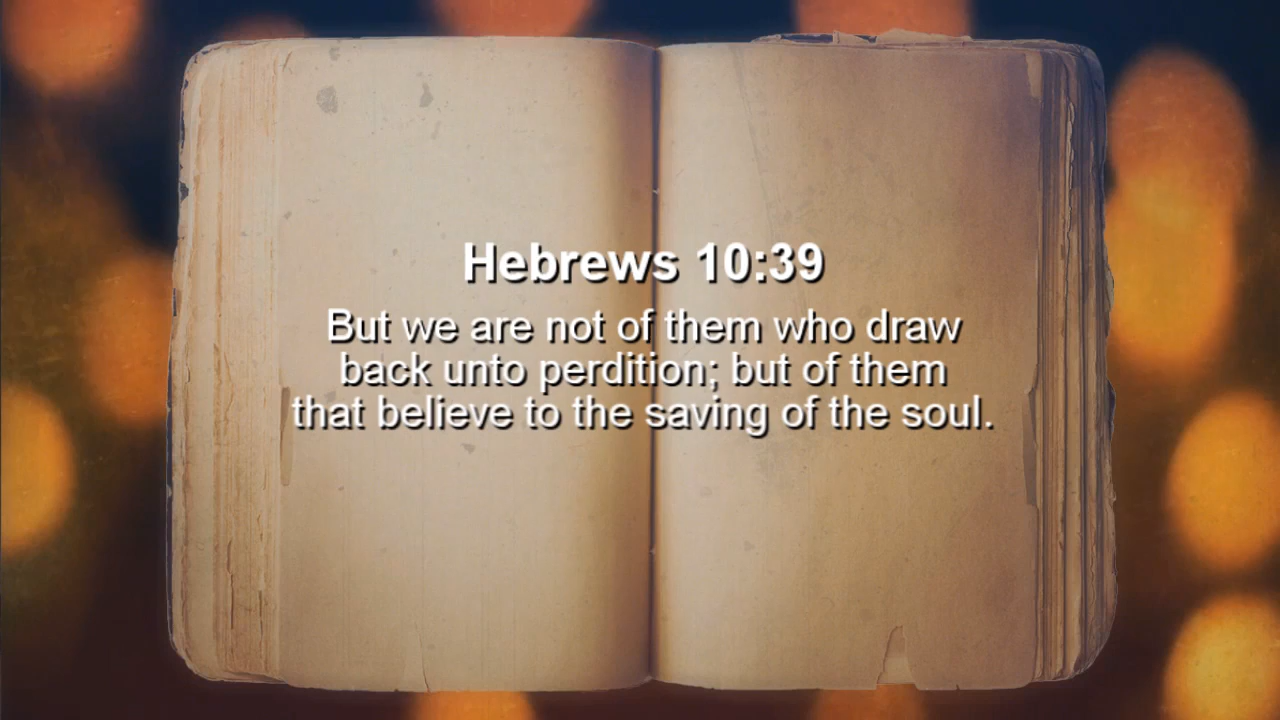 Hebrews 10:39
But we are not of them who draw
back unto perdition; but of them
that believe to the saving of the soul.